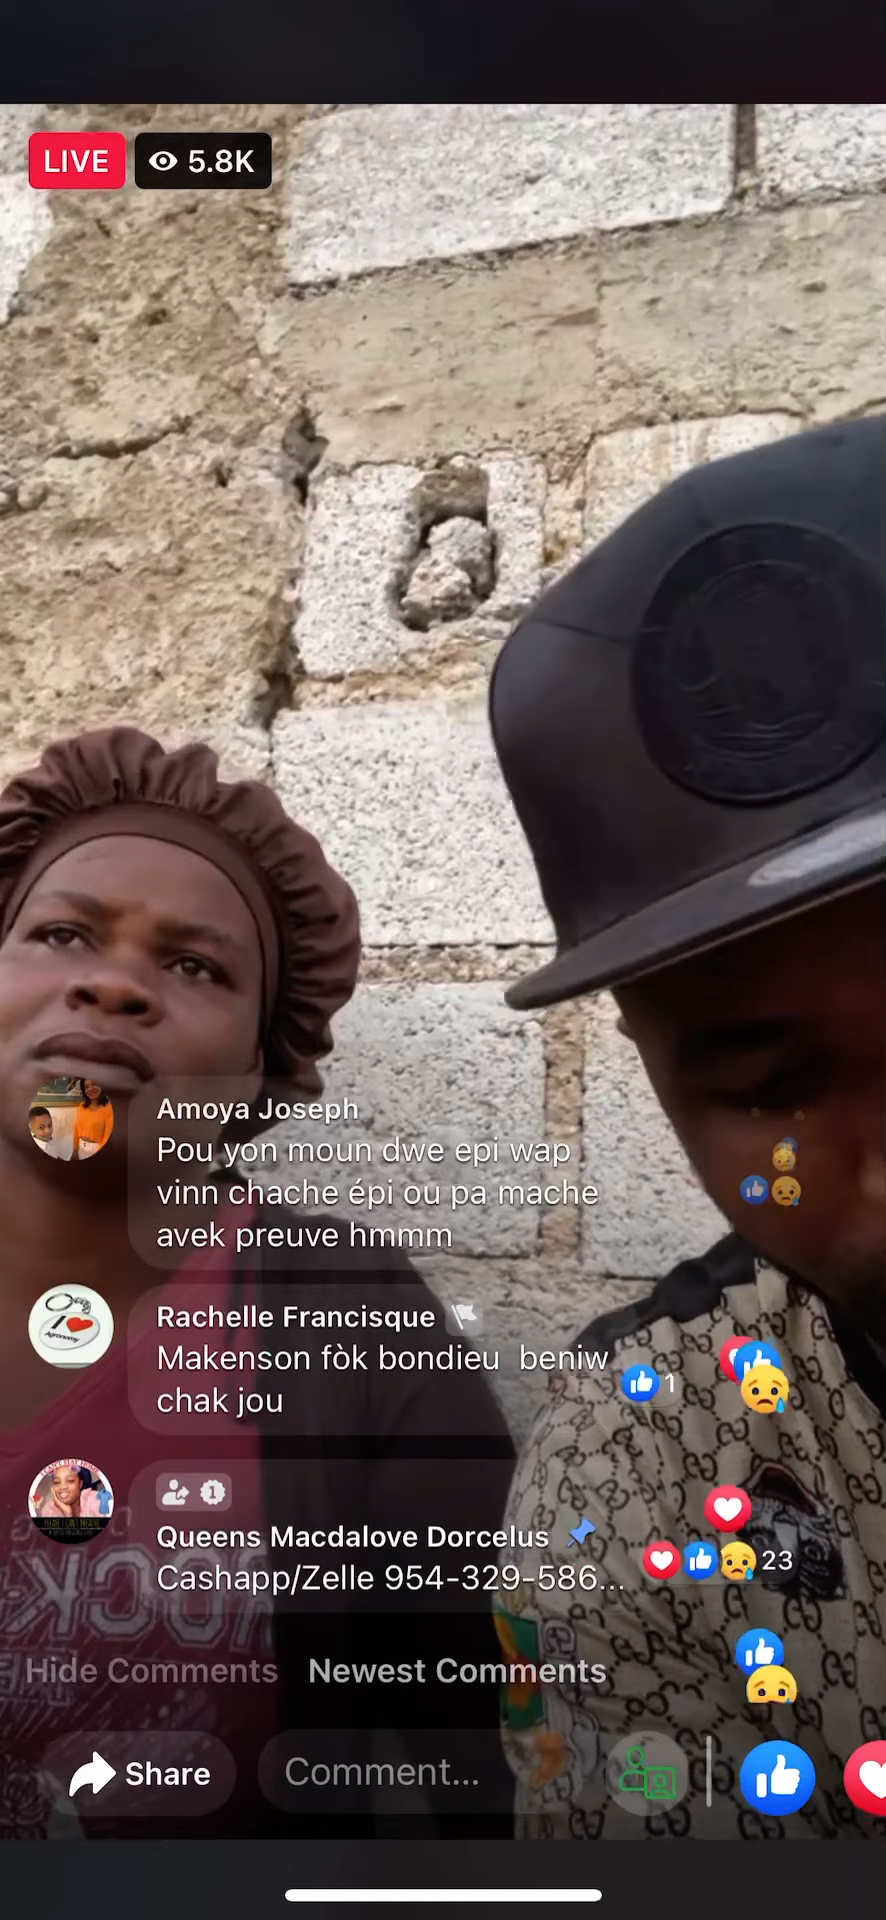 LIVE 5.8K
Amoya Joseph
Pou yon moun dwe epi wap
vinn chache épi ou pa mache
avek preuve hmmm
Rachelle Francisque
Makenson fòk bondieu beniw
chak jou
1
1
Queens Macdalove Dorcelus
Cashapp/Zelle 954-329-586...
23
Hide Comments Newest Comments
Share Comment...